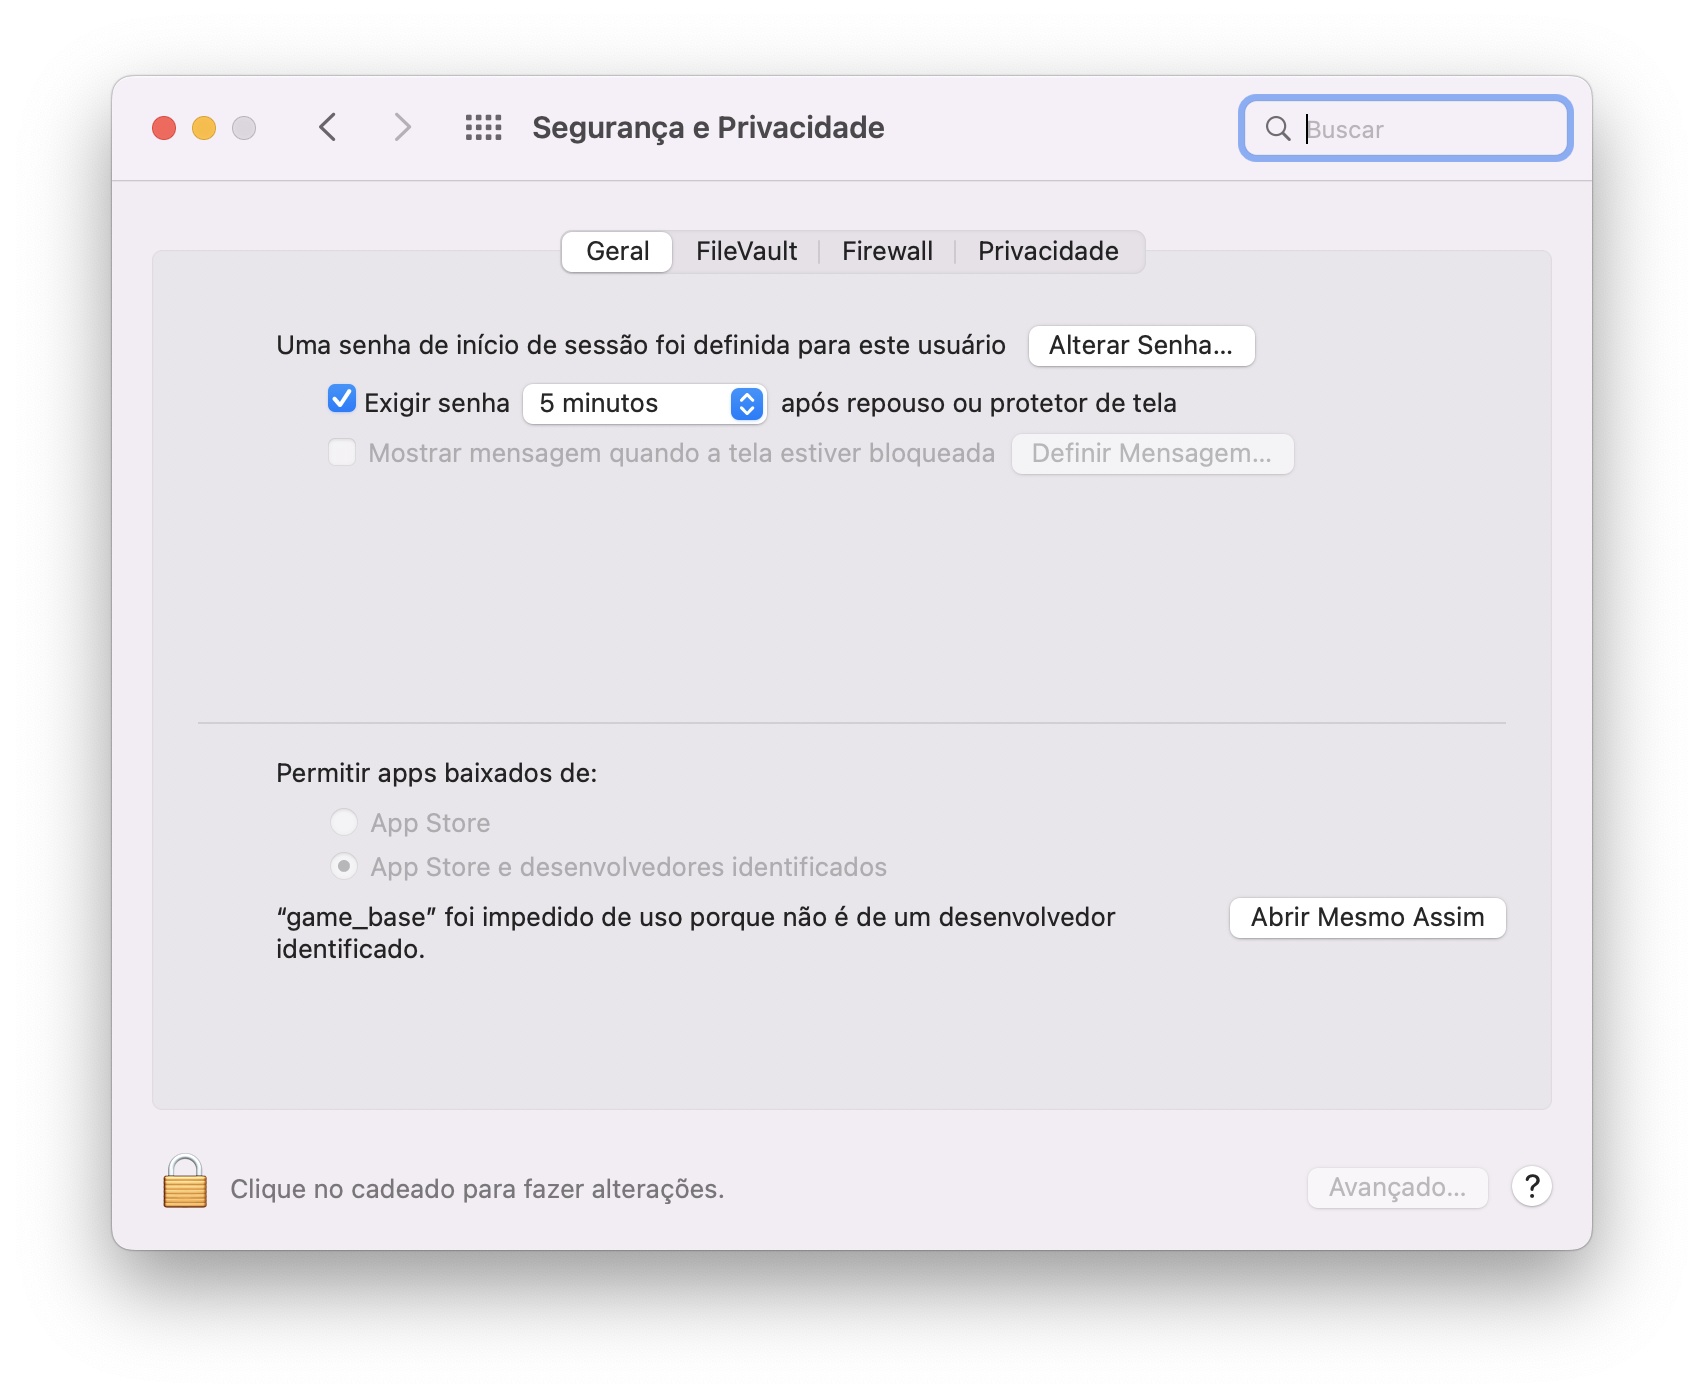 Segurança e Privacidade
Buscar
Geral
FileVault
Firewall
Privacidade
Uma senha de início de sessão foi definida para este usuário
Alterar Senha...
Exigir senha
5 minutos
após repouso ou protetor de tela
Mostrar mensagem quando a tela estiver bloqueada
Definir Mensagem...
Permitir apps baixados de:
App Store
App Store e desenvolvedores identificados
“game_base” foi impedido de uso porque não é de um desenvolvedor
identificado.
Abrir Mesmo Assim
Clique no cadeado para fazer alterações.
Avançado...
?